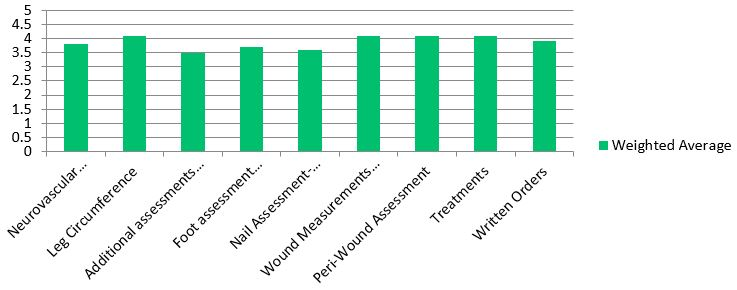 5
4.5
4
3.5
3
2.5
2
1.5
1
0.5
0
Neurovascular...
Leg Circumference
Additional assessments...
Foot assessment...
Nail Assessment-...
Wound Measurements...
Peri-Wound Assessment
Treatments
Written Orders
Weighted Average